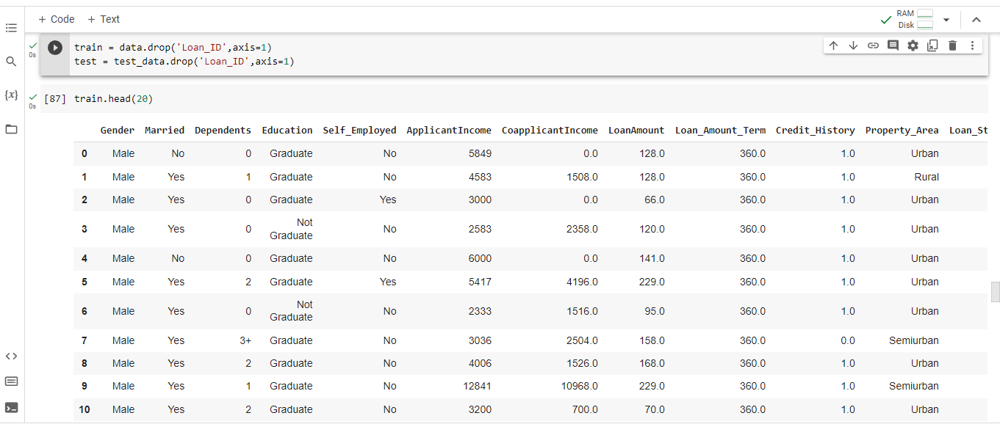 + Code + Text
RAM
Disk
0s
train = data.drop('Loan_ID',axis=1)
test = test_data.drop('Loan_ID',axis=1)
{x}
0s
[87] train.head(20)
Gender Married Dependents Education Self_Employed ApplicantIncome CoapplicantIncome LoanAmount Loan_Amount_Term Credit_History Property_Area Loan_St
0 Male No 0 Graduate No 5849 0.0 128.0 360.0 1.0 Urban
1 Male Yes 1 Graduate No 4583 1508.0 128.0 360.0 1.0 Rural
2 Male Yes 0 Graduate Yes 3000 0.0 66.0 360.0 1.0 Urban
3 Male Yes 0 Not Graduate No 2583 2358.0 120.0 360.0 1.0 Urban
4 Male No 0 Graduate No 6000 0.0 141.0 360.0 1.0 Urban
5 Male Yes 2 Graduate Yes 5417 4196.0 229.0 360.0 1.0 Urban
6 Male Yes 0 Not Graduate No 2333 1516.0 95.0 360.0 1.0 Urban
7 Male Yes 3+ Graduate No 3036 2504.0 158.0 360.0 0.0 Semiurban
8 Male Yes 2 Graduate No 4006 1526.0 168.0 360.0 1.0 Urban
9 Male Yes 1 Graduate No 12841 10968.0 229.0 360.0 1.0 Semiurban
10 Male Yes 2 Graduate No 3200 700.0 70.0 360.0 1.0 Urban